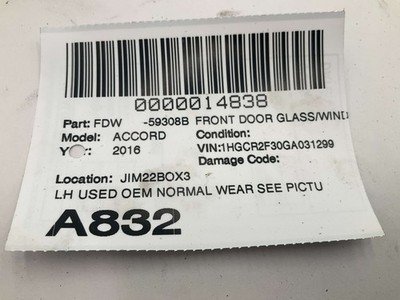 0000014838
Part: FDW -59308B FRONT DOOR GLASS/WIND
Model: ACCORD Condition:
2016 VIN:1HGCR2F30GA031299
Damage Code:
Location: JIM22BOX3
LH USED OEM NORMAL WEAR SEE PICTU
A832